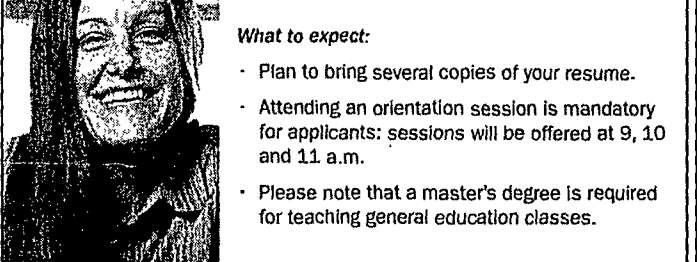 What to expect:
· Plan to bring several copies of your resume.
· Attending an orientation session is mandatory
for applicants: sessions will be offered at 9, 10
and 11 a.m.
· Please note that a master's degree is required
for teaching general education classes.